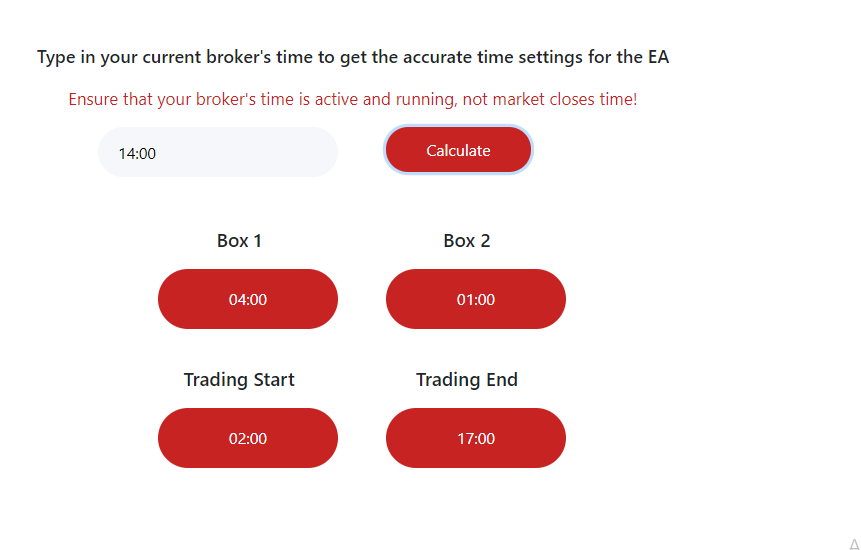 Type in your current broker's time to get the accurate time settings for the EA
Ensure that your broker's time is active and running, not market closes time!
14:00
Calculate
Box 1
Box 2
04:00
01:00
Trading Start
Trading End
02:00
17:00
A